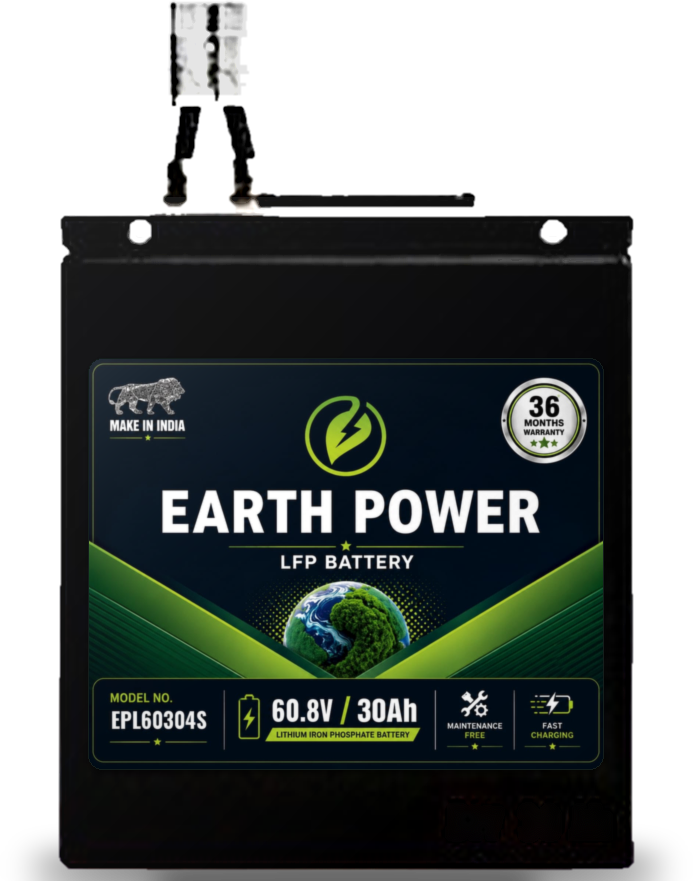 MAKE IN INDIA
36
MONTHS
WARRANTY
EARTH POWER
LFP BATTERY
MODEL NO.
EPL60304S
60.8V / 30Ah
LITHIUM IRON PHOSPHATE BATTERY
MAINTENANCE
FREE
FAST
CHARGING